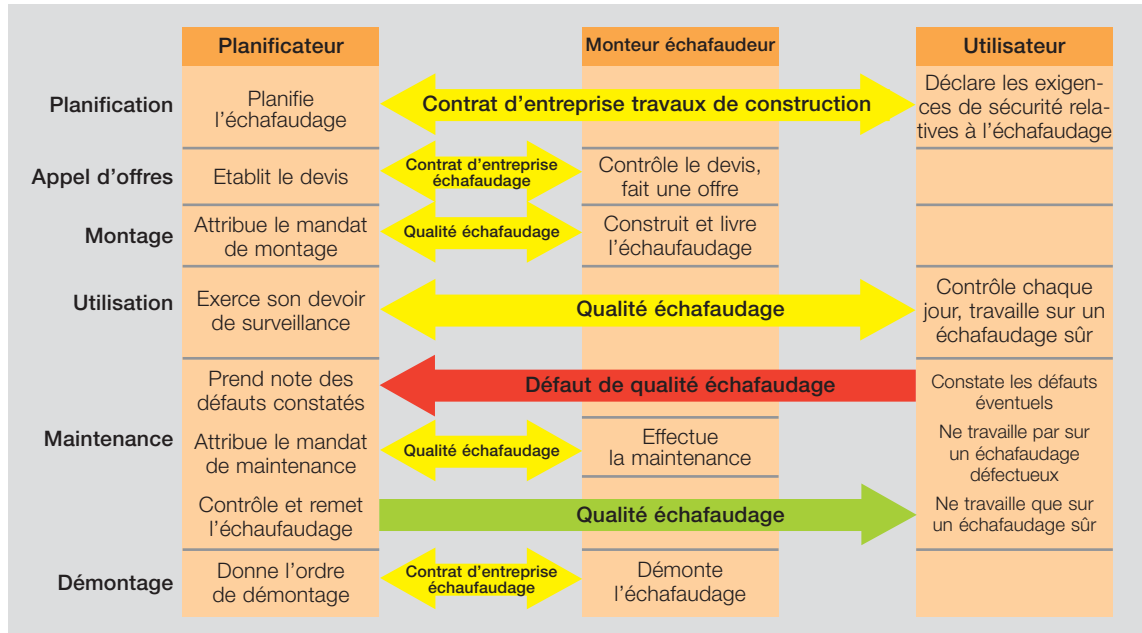 Planificateur
Monteur échafaudeur
Utilisateur
Planification
Planifie
l'échafaudage
Contrat d'entreprise travaux de construction
Déclare les exigen-
ces de sécurité rela-
tives à l'échafaudage
Appel d'offres
Etablit le devis
Contrat d'entreprise
échafaudage
Contrôle le devis,
fait une offre
Montage
Attribue le mandat
de montage
Qualité échafaudage
Construit et livre
l'échaufaudage
Utilisation
Exerce son devoir
de surveillance
Qualité échafaudage
Contrôle chaque
jour, travaille sur un
échafaudage sûr
Maintenance
Prend note des
défauts constatés
Défaut de qualité échafaudage
Constate les défauts
éventuels
Attribue le mandat
de maintenance
Qualité échafaudage
Effectue
la maintenance
Ne travaille par sur
un échafaudage
défectueux
Contrôle et remet
l'échaufaudage
Qualité échafaudage
Ne travaille que sur
un échafaudage sûr
Démontage
Donne l'ordre
de démontage
Contrat d'entreprise
échaufaudage
Démonte
l'échafaudage